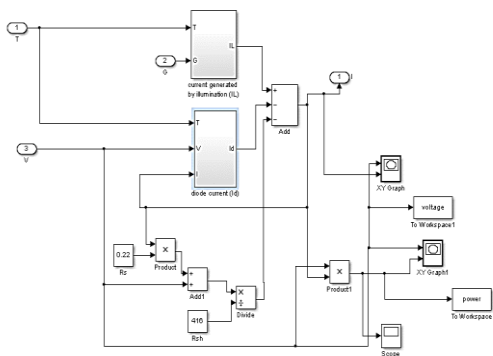 1
T
T
IL
2
G
G
current generated
by illumination (IL)
1
I
+
−
−
Add
T
V
Id
I
diode current (Id)
3
V
XY Graph
voltage
To Workspace1
0.22
Rs
×
Product
+
+
Add1
×
÷
Divide
416
Rsh
×
Product1
XY Graph1
power
To Workspace
Scope